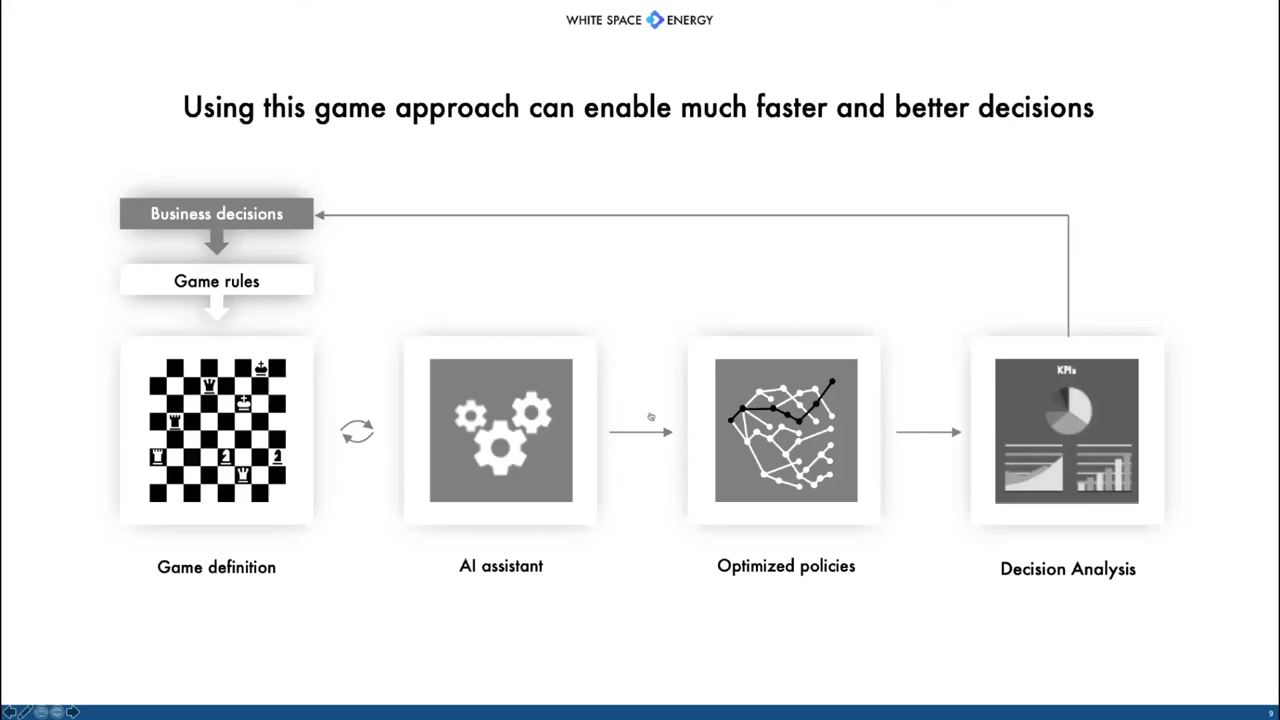 WHITE SPACE ENERGY
Using this game approach can enable much faster and better decisions
Business decisions
Game rules
KPIs
Game definition
AI assistant
Optimized policies
Decision Analysis
9